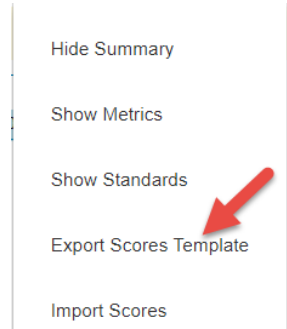 Hide Summary
Show Metrics
Show Standards
Export Scores Template
Import Scores